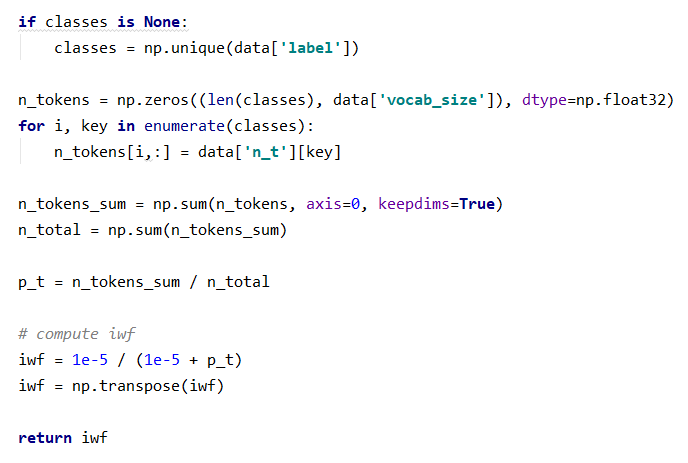 if classes is None:
    classes = np.unique(data['label'])

n_tokens = np.zeros((len(classes), data['vocab_size']), dtype=np.float32)
for i, key in enumerate(classes):
    n_tokens[i,:] = data['n_t'][key]

n_tokens_sum = np.sum(n_tokens, axis=0, keepdims=True)
n_total = np.sum(n_tokens_sum)

p_t = n_tokens_sum / n_total

# compute iwf
iwf = 1e-5 / (1e-5 + p_t)
iwf = np.transpose(iwf)

return iwf